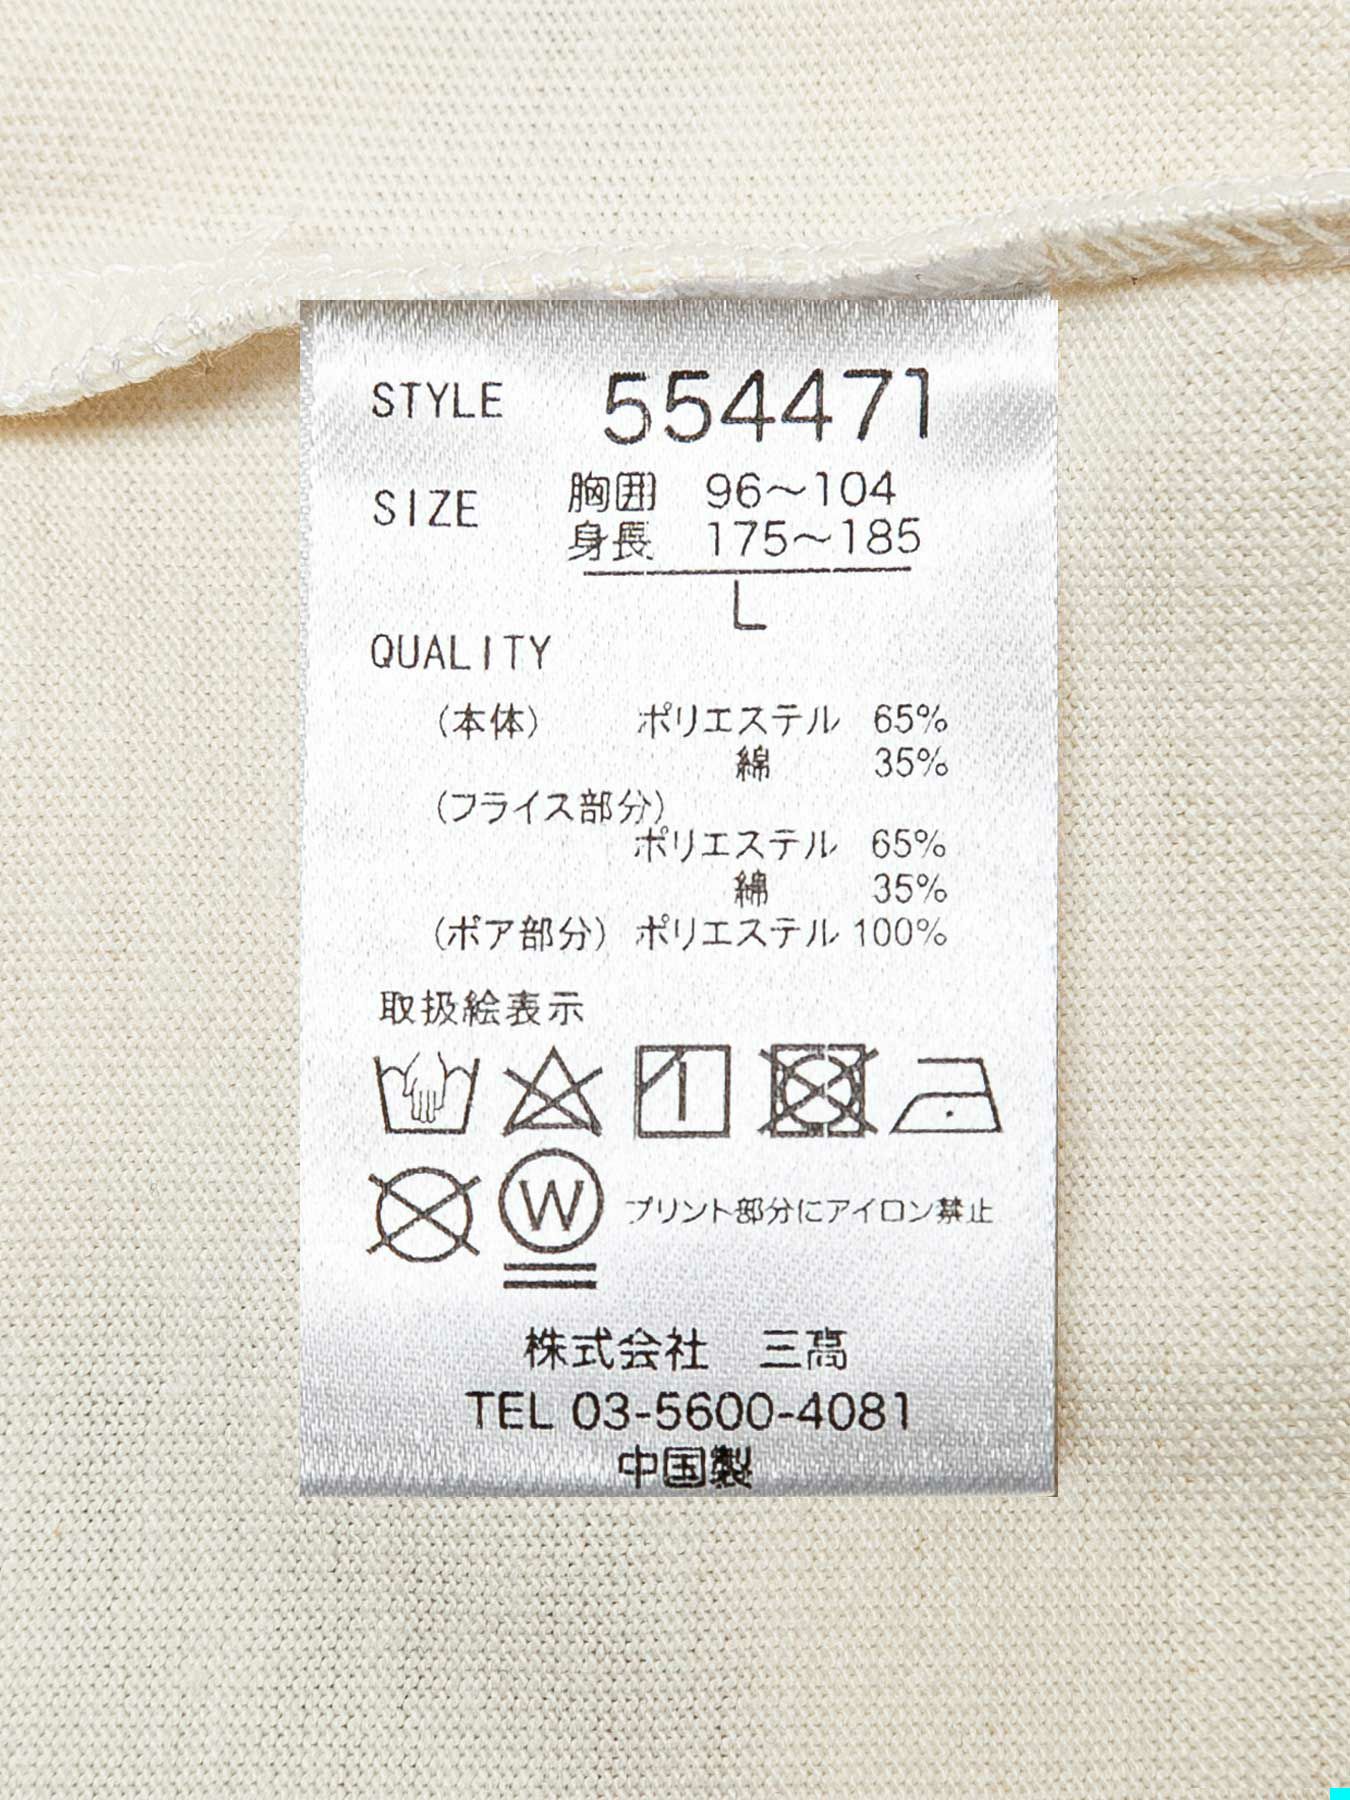 STYLE 554471
SIZE 胸囲 96～104
身長 175～185
L
QUALITY
(本体) ポリエステル 65%
綿 35%
(フライス部分)
ポリエステル 65%
綿 35%
(ボア部分) ポリエステル 100%
取扱絵表示
W プリント部分にアイロン禁止
株式会社 三高
TEL 03-5600-4081
中国製